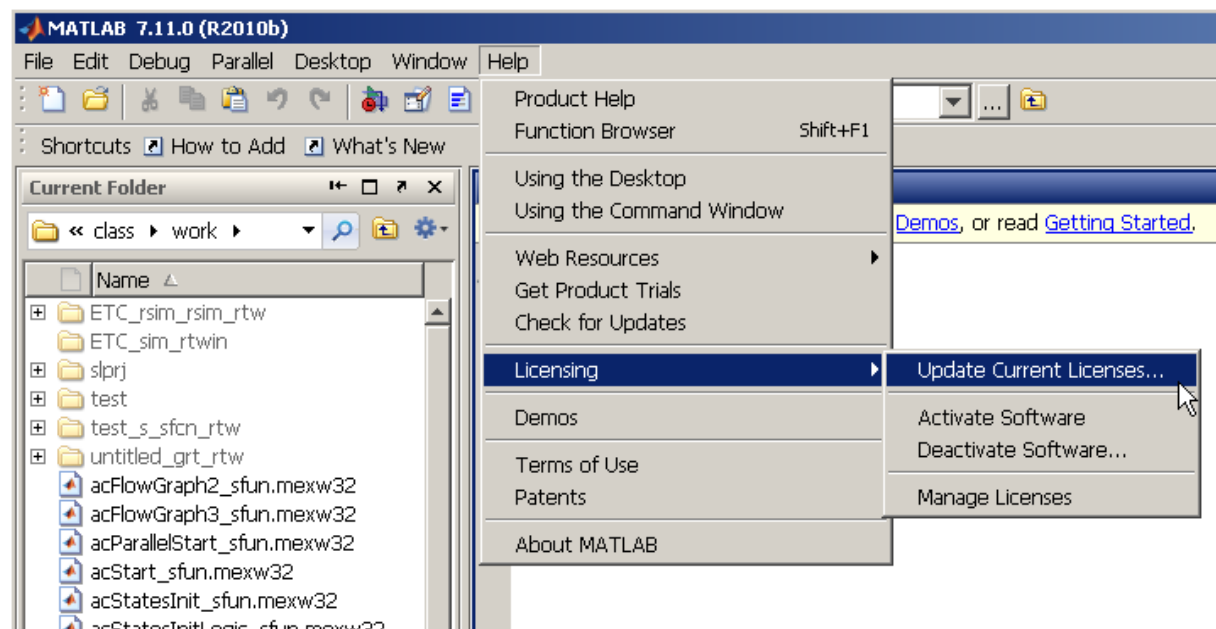 MATLAB 7.11.0 (R2010b)
File Edit Debug Parallel Desktop Window Help
Shortcuts How to Add What's New
Current Folder
« class work
Name
ETC_rsim_rsim_rtw
ETC_sim_rtwin
slprj
test
test_s_sfcn_rtw
untitled_grt_rtw
acFlowGraph2_sfun.mexw32
acFlowGraph3_sfun.mexw32
acParallelStart_sfun.mexw32
acStart_sfun.mexw32
acStatesInit_sfun.mexw32
acStatesInitLogic_sfun.mexw32
Product Help
Function Browser Shift+F1
Using the Desktop
Using the Command Window
Web Resources
Get Product Trials
Check for Updates
Licensing
Demos
Terms of Use
Patents
About MATLAB
...
Demos, or read Getting Started.
Update Current Licenses...
Activate Software
Deactivate Software...
Manage Licenses